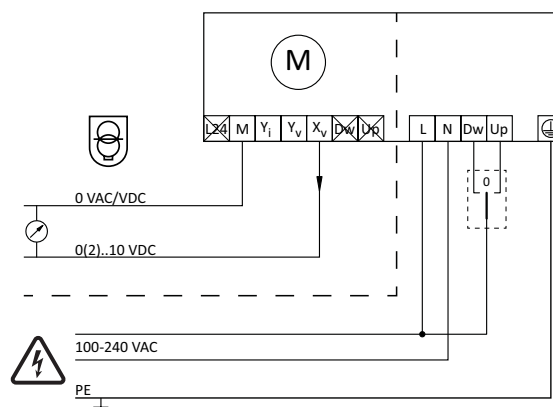 M
L24 M Yi Yv Xv Dw Up L N Dw Up
0
0 VAC/VDC
0(2)..10 VDC
100-240 VAC
PE